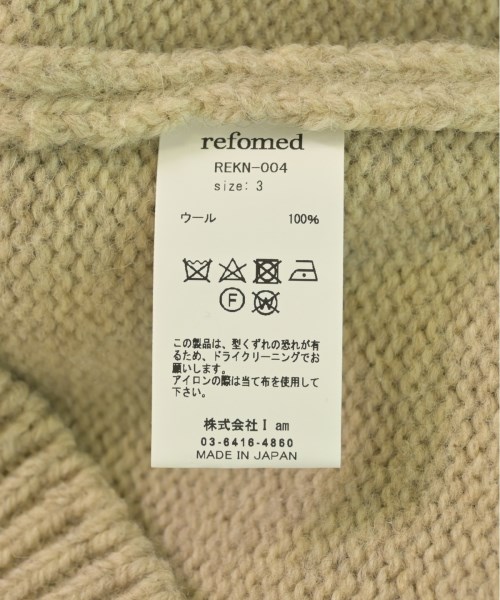 refomed
REKN-004
size: 3
ウール 100%
F
W
この製品は、型くずれの恐れが有
るため、ドライクリーニングでお
願いします。
アイロンの際は当て布を使用して
下さい。
株式会社I am
03-6416-4860
MADE IN JAPAN